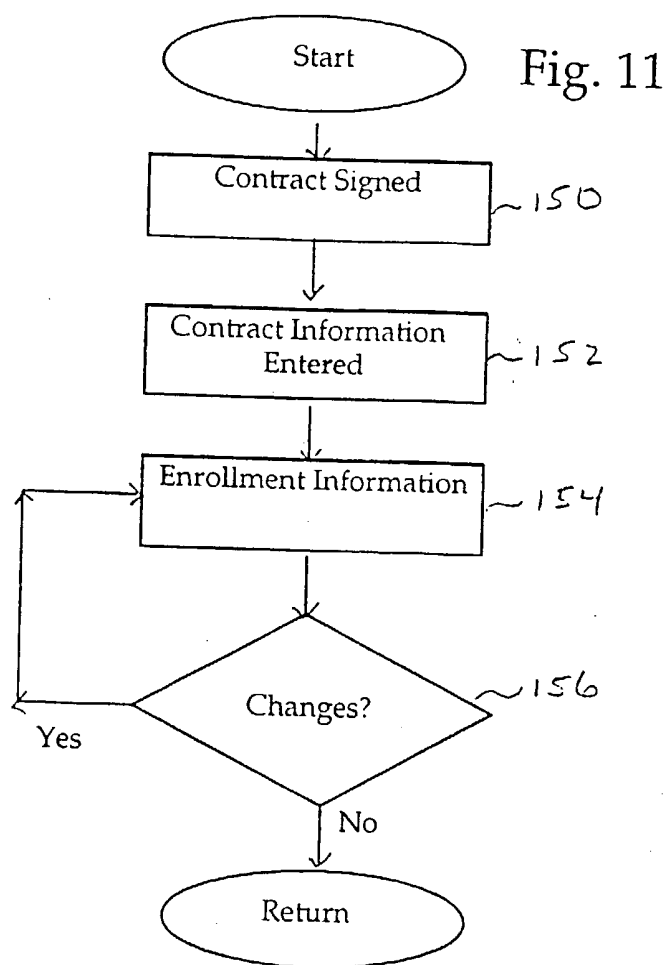 Start
Fig. 11
Contract Signed
150
Contract Information
Entered
152
Enrollment Information
154
Changes?
156
Yes
No
Return